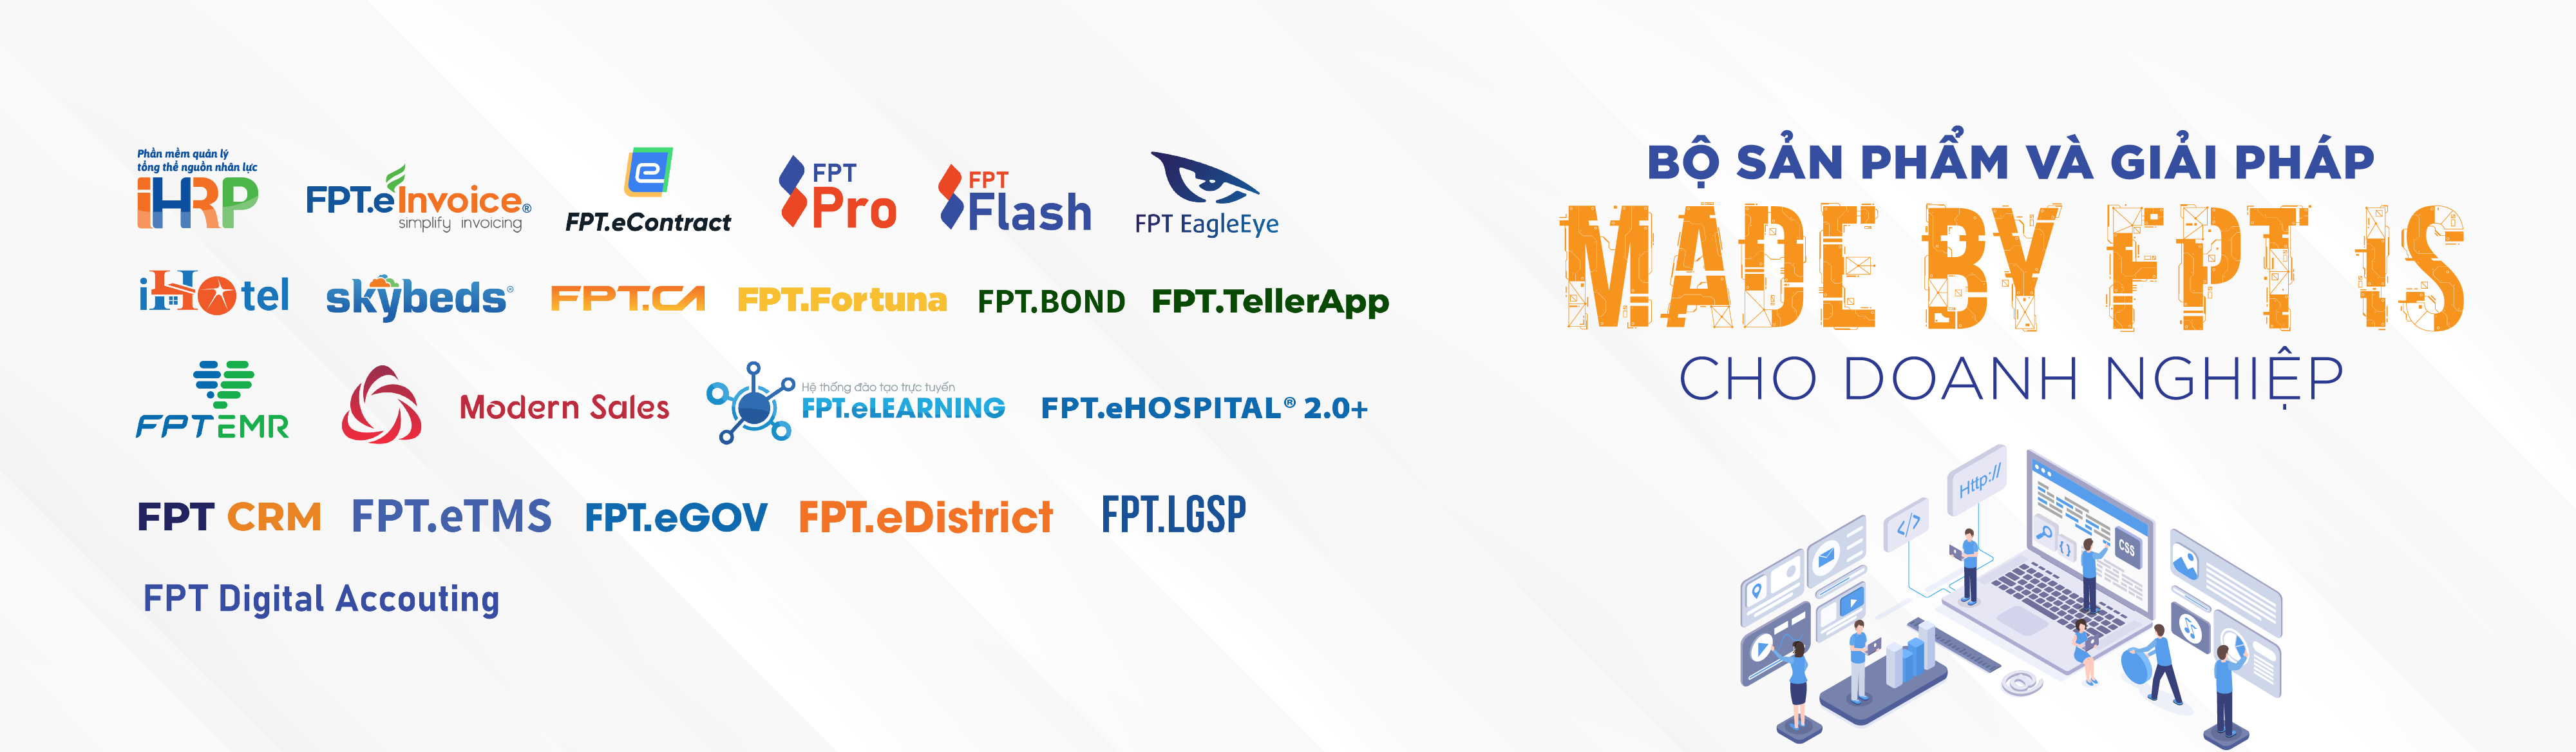 Phần mềm quản lý
tổng thể nguồn nhân lực
iHRP
FPT.eInvoice®
simplify invoicing
FPT.eContract
FPT
Pro
FPT
Flash
FPT EagleEye
iHotel
skybeds®
FPT.CA
FPT.Fortuna
FPT.BOND
FPT.TellerApp
FPT EMR
Modern Sales
Hệ thống đào tạo trực tuyến
FPT.eLEARNING
FPT.eHOSPITAL® 2.0+
FPT CRM
FPT.eTMS
FPT.eGOV
FPT.eDistrict
FPT.LGSP
FPT Digital Accouting
BỘ SẢN PHẨM VÀ GIẢI PHÁP
MADE BY FPT IS
CHO DOANH NGHIỆP
Http://
</>
CSS
{}
@